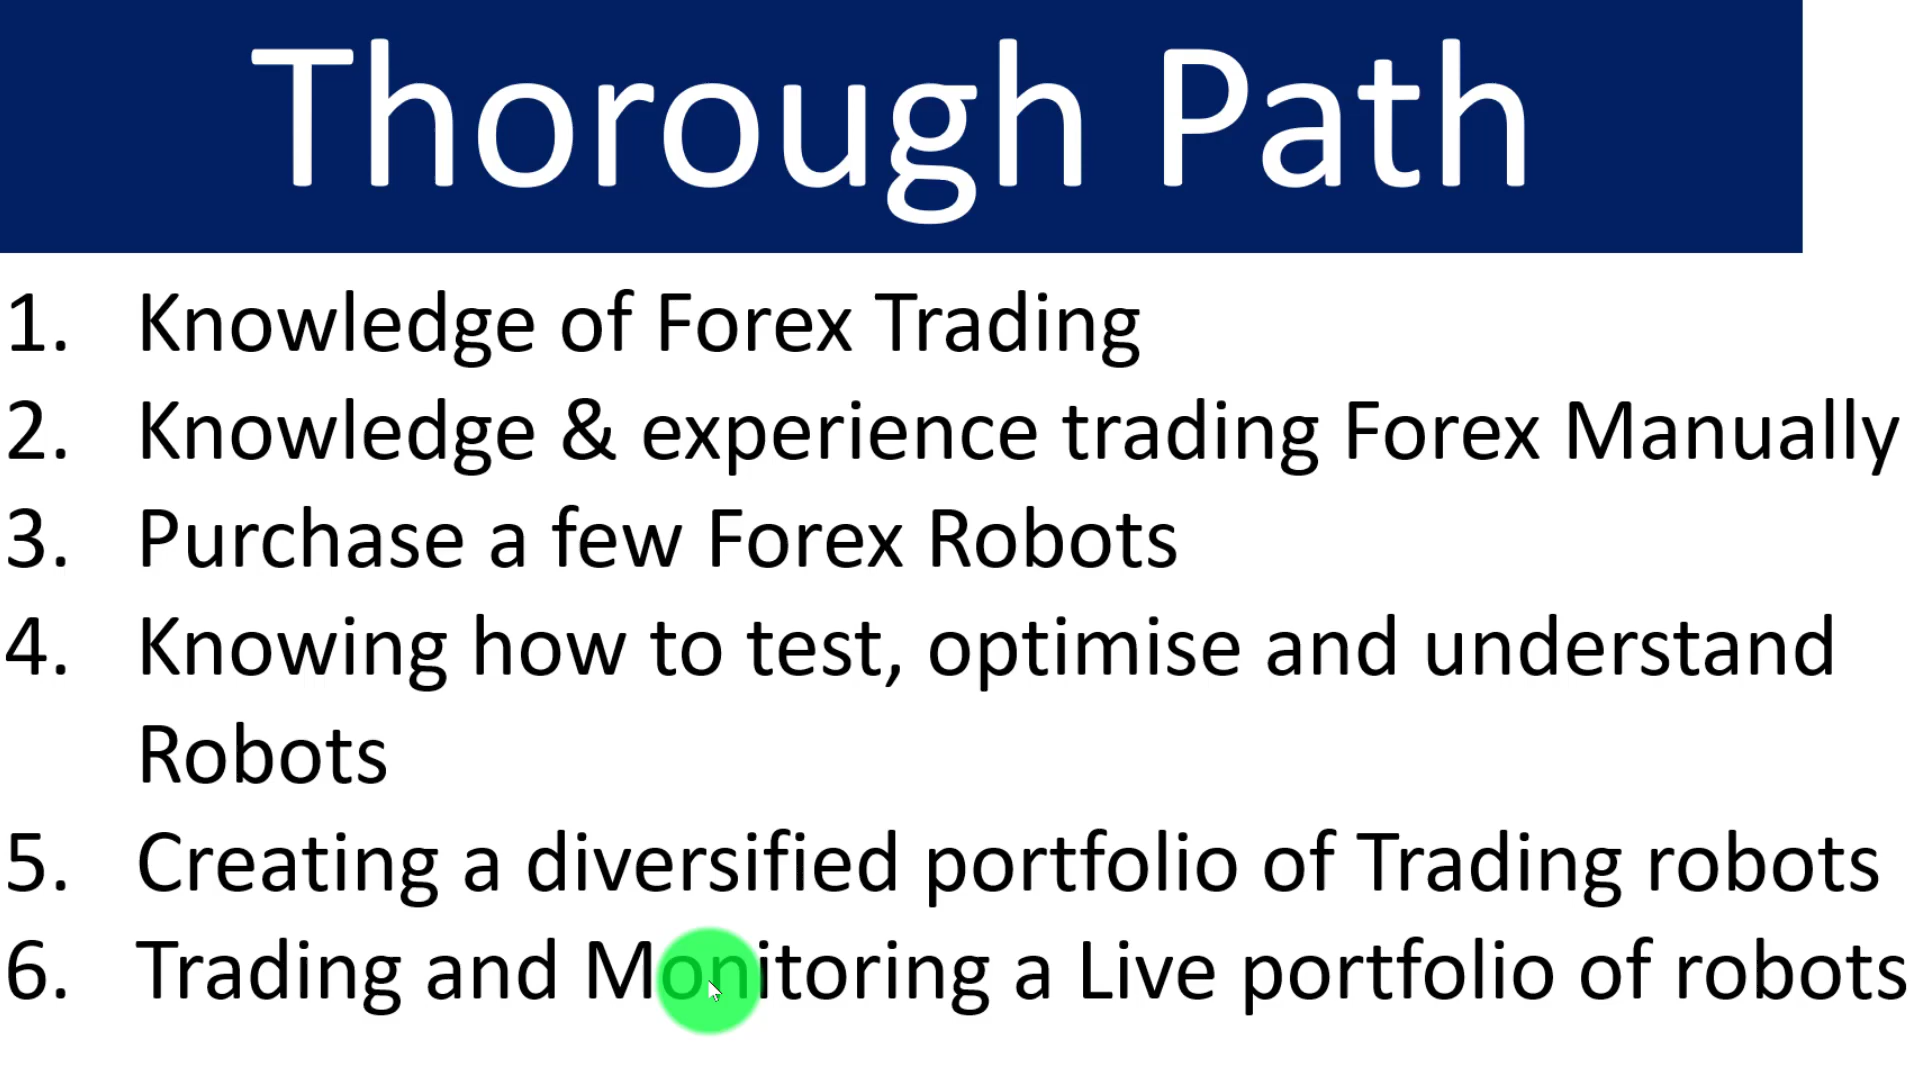 Thorough Path
1. Knowledge of Forex Trading
2. Knowledge & experience trading Forex Manually
3. Purchase a few Forex Robots
4. Knowing how to test, optimise and understand
Robots
5. Creating a diversified portfolio of Trading robots
6. Trading and Monitoring a Live portfolio of robots